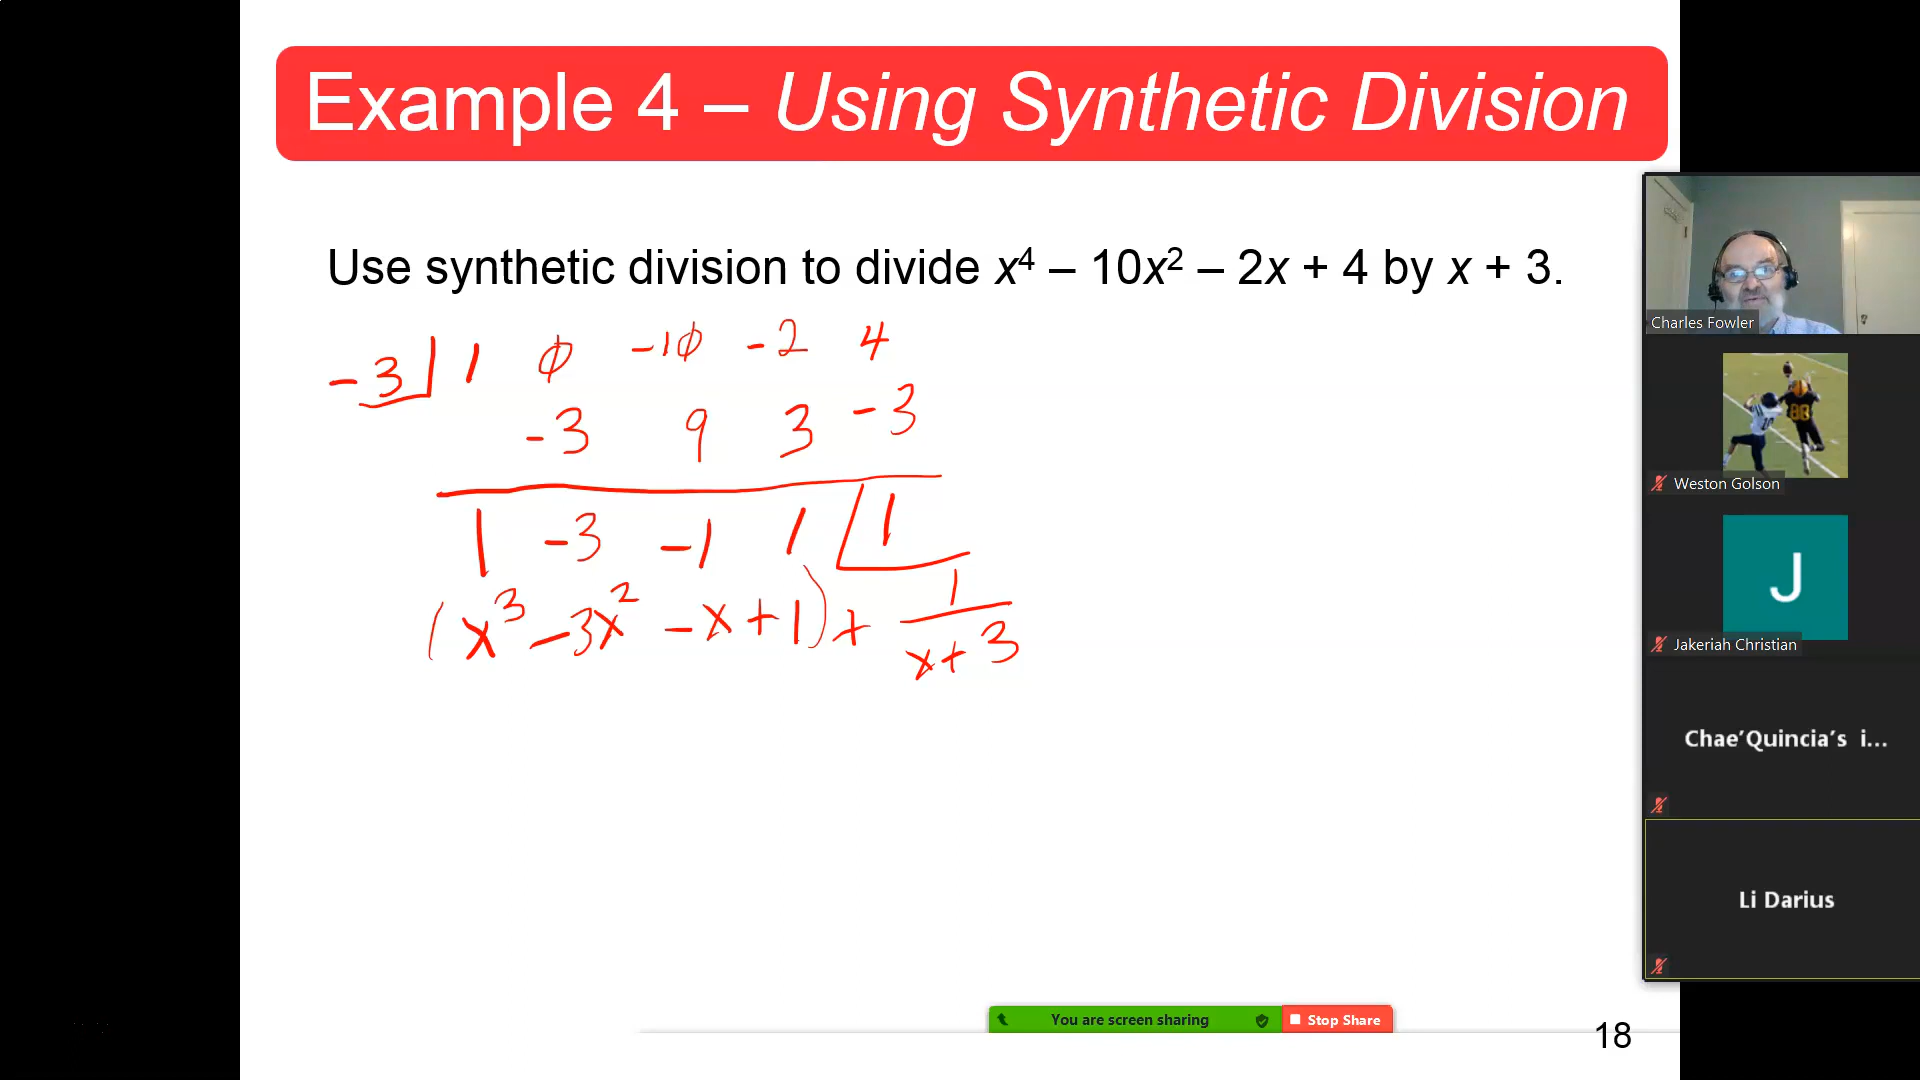 Example 4 – Using Synthetic Division
Use synthetic division to divide x⁴ – 10x² – 2x + 4 by x + 3.
-3 | 1 0 -10 -2 4
-3 9 3 -3
1 -3 -1 1 | 1
(x³ - 3x² - x + 1) + 1/(x+3)
Charles Fowler
Weston Golson
J
Jakeriah Christian
Chae’Quincia’s i...
Li Darius
You are screen sharing
Stop Share
18